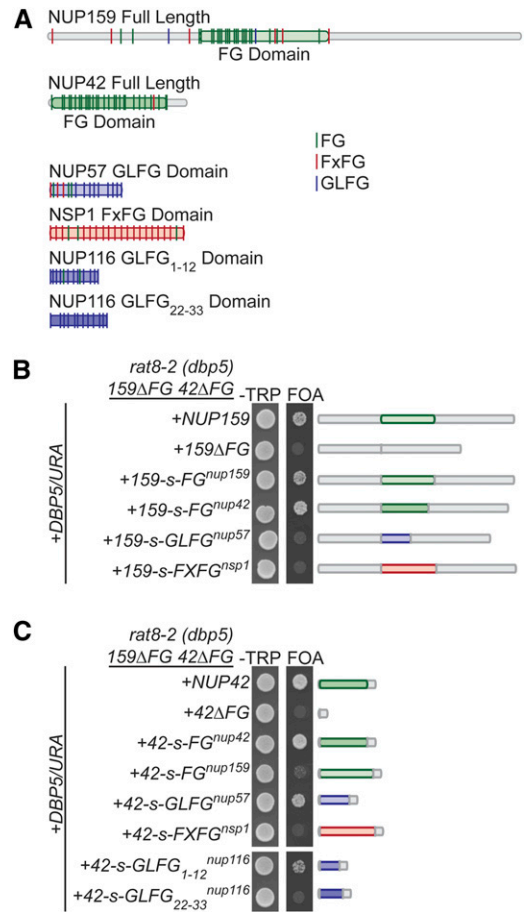 A
NUP159 Full Length
FG Domain
NUP42 Full Length
FG Domain
FG
FxFG
GLFG
NUP57 GLFG Domain
NSP1 FxFG Domain
NUP116 GLFG1-12 Domain
NUP116 GLFG22-33 Domain
B
rat8-2 (dbp5)
159ΔFG 42ΔFG -TRP FOA
+DBP5/URA
+NUP159
+159ΔFG
+159-s-FGnup159
+159-s-FGnup42
+159-s-GLFGnup57
+159-s-FXFGnsp1
C
rat8-2 (dbp5)
159ΔFG 42ΔFG -TRP FOA
+DBP5/URA
+NUP42
+42ΔFG
+42-s-FGnup42
+42-s-FGnup159
+42-s-GLFGnup57
+42-s-FXFGnsp1
+42-s-GLFG1-12nup116
+42-s-GLFG22-33nup116